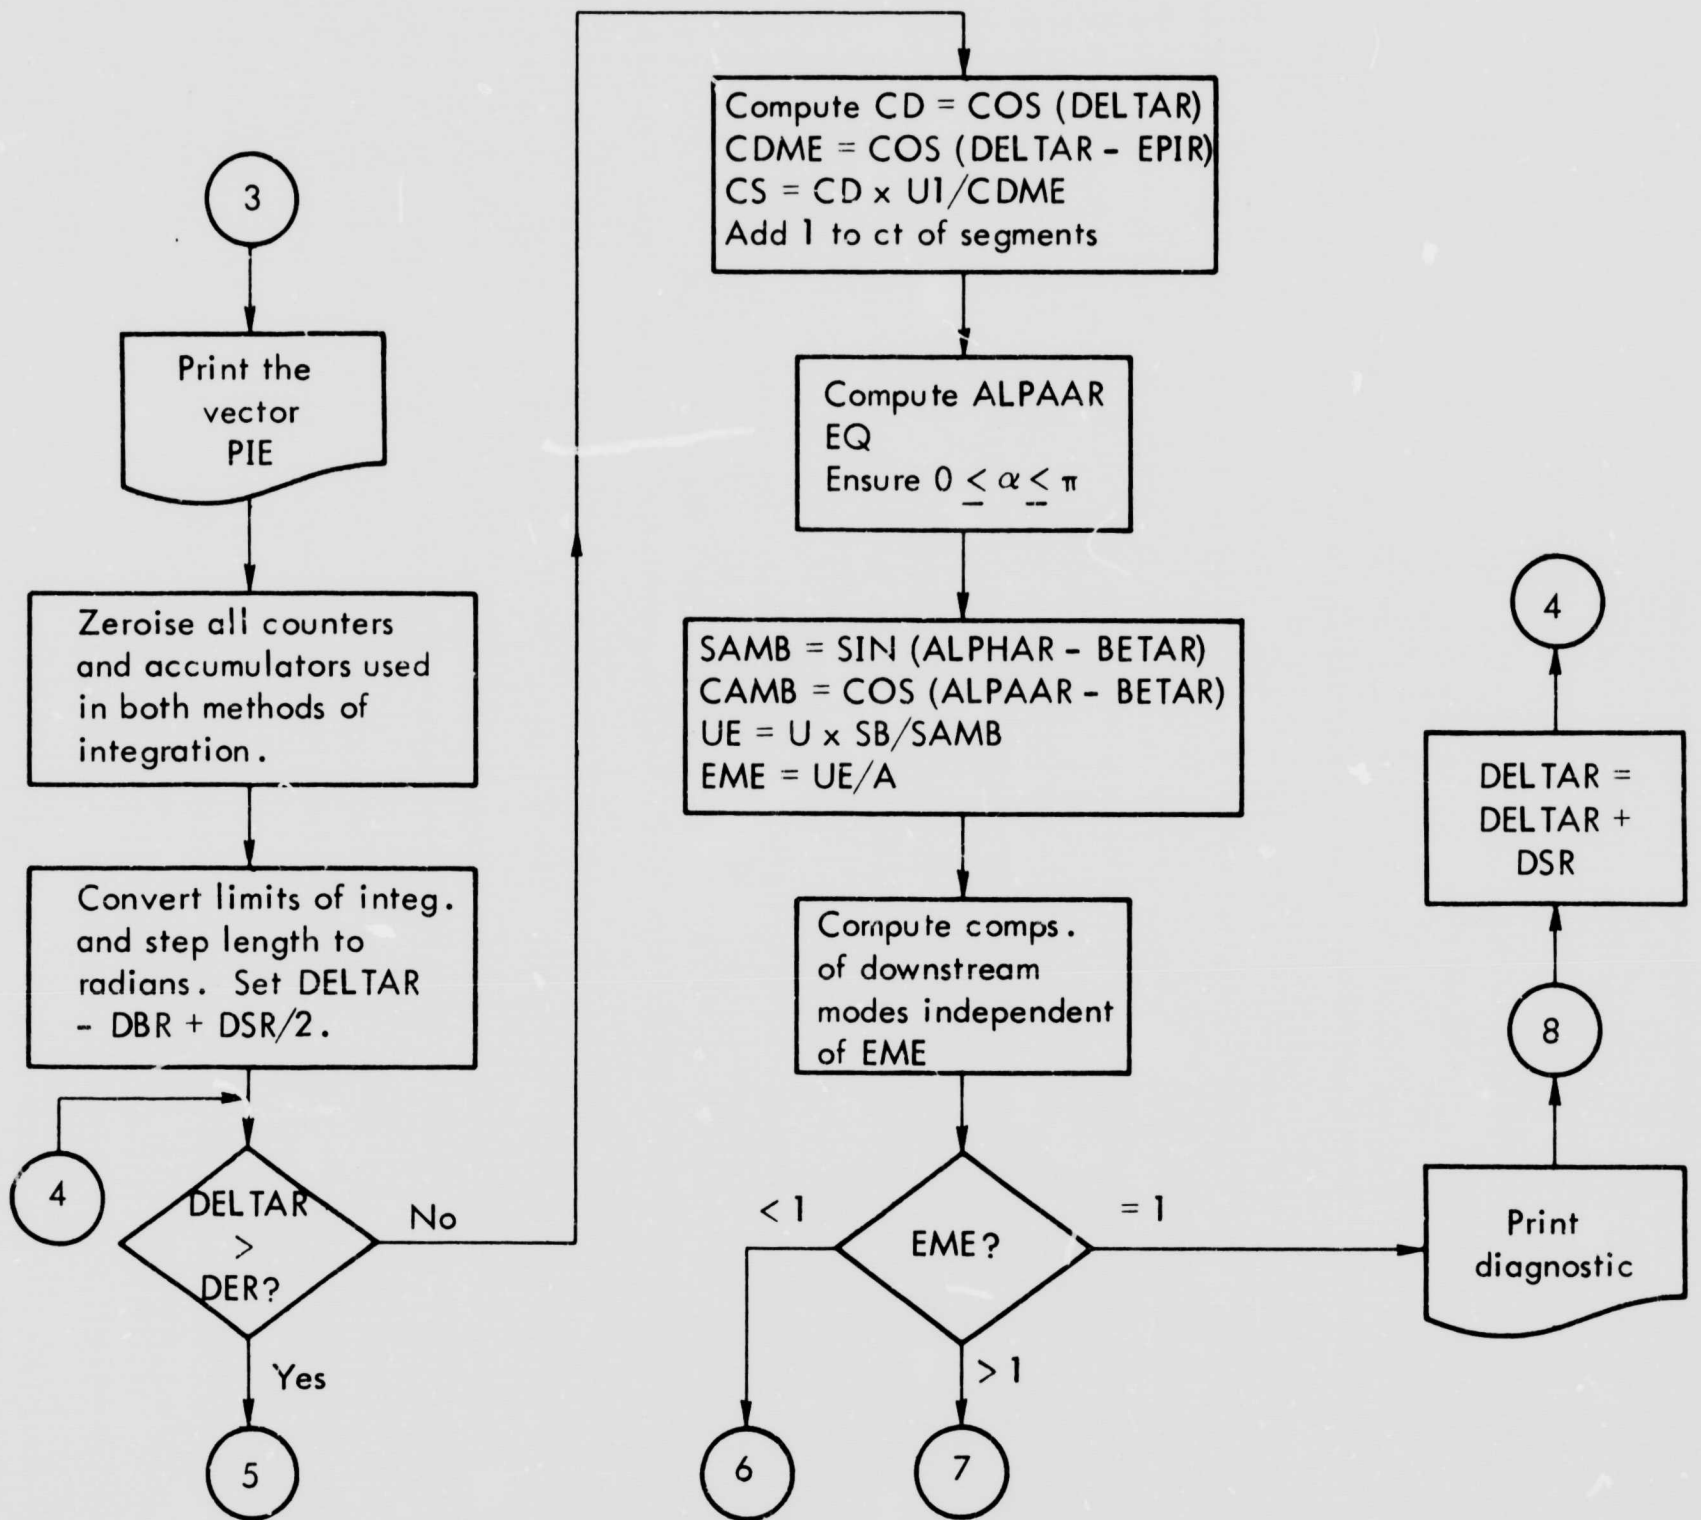 3
Print the
vector
PIE
Zeroise all counters
and accumulators used
in both methods of
integration.
Convert limits of integ.
and step length to
radians. Set DELTAR
- DBR + DSR/2.
4
DELTAR
>
DER?
No
Yes
5
Compute CD = COS (DELTAR)
CDME = COS (DELTAR - EPIR)
CS = CD x U1/CDME
Add 1 to ct of segments
Compute ALPAAR
EQ
Ensure 0 ≤ α ≤ π
SAMB = SIN (ALPHAR - BETAR)
CAMB = COS (ALPAAR - BETAR)
UE = U x SB/SAMB
EME = UE/A
Compute comps.
of downstream
modes independent
of EME
EME?
< 1
= 1
> 1
6
7
4
DELTAR =
DELTAR +
DSR
8
Print
diagnostic